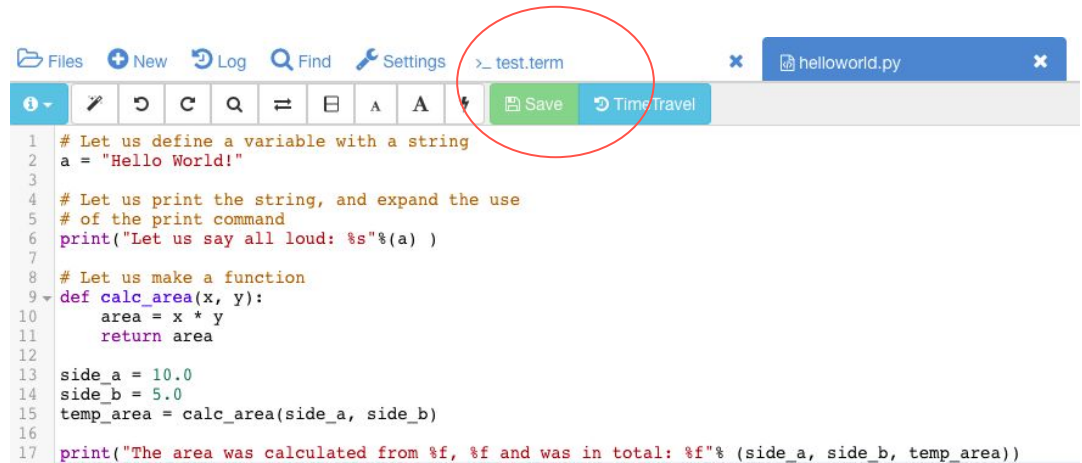 Files New Log Find Settings >_ test.term helloworld.py
A A Save TimeTravel
1 # Let us define a variable with a string
2 a = "Hello World!"
3
4 # Let us print the string, and expand the use
5 # of the print command
6 print("Let us say all loud: %s"%(a) )
7
8 # Let us make a function
9 def calc_area(x, y):
10 area = x * y
11 return area
12
13 side_a = 10.0
14 side_b = 5.0
15 temp_area = calc_area(side_a, side_b)
16
17 print("The area was calculated from %f, %f and was in total: %f"% (side_a, side_b, temp_area))